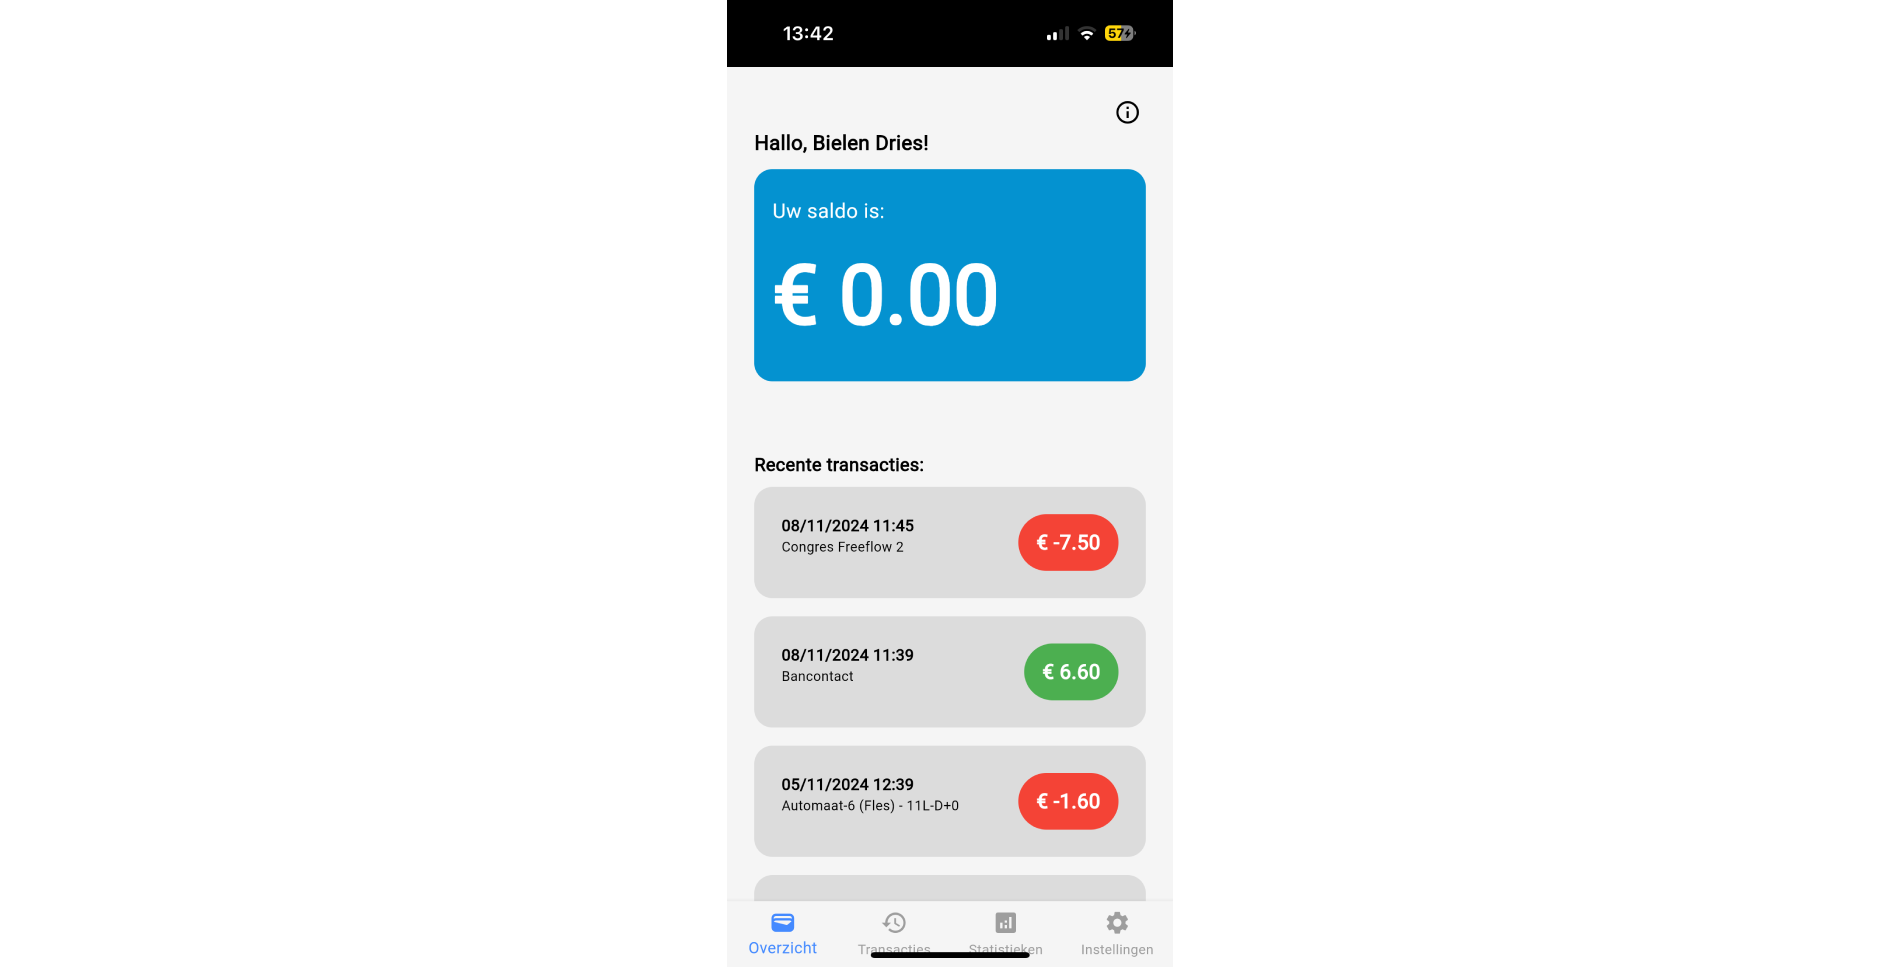 13:42
57
Hallo, Bielen Dries!
Uw saldo is:
€ 0.00
Recente transacties:
08/11/2024 11:45
Congres Freeflow 2
€ -7.50
08/11/2024 11:39
Bancontact
€ 6.60
05/11/2024 12:39
Automaat-6 (Fles) - 11L-D+0
€ -1.60
Overzicht
Transacties
Statistieken
Instellingen